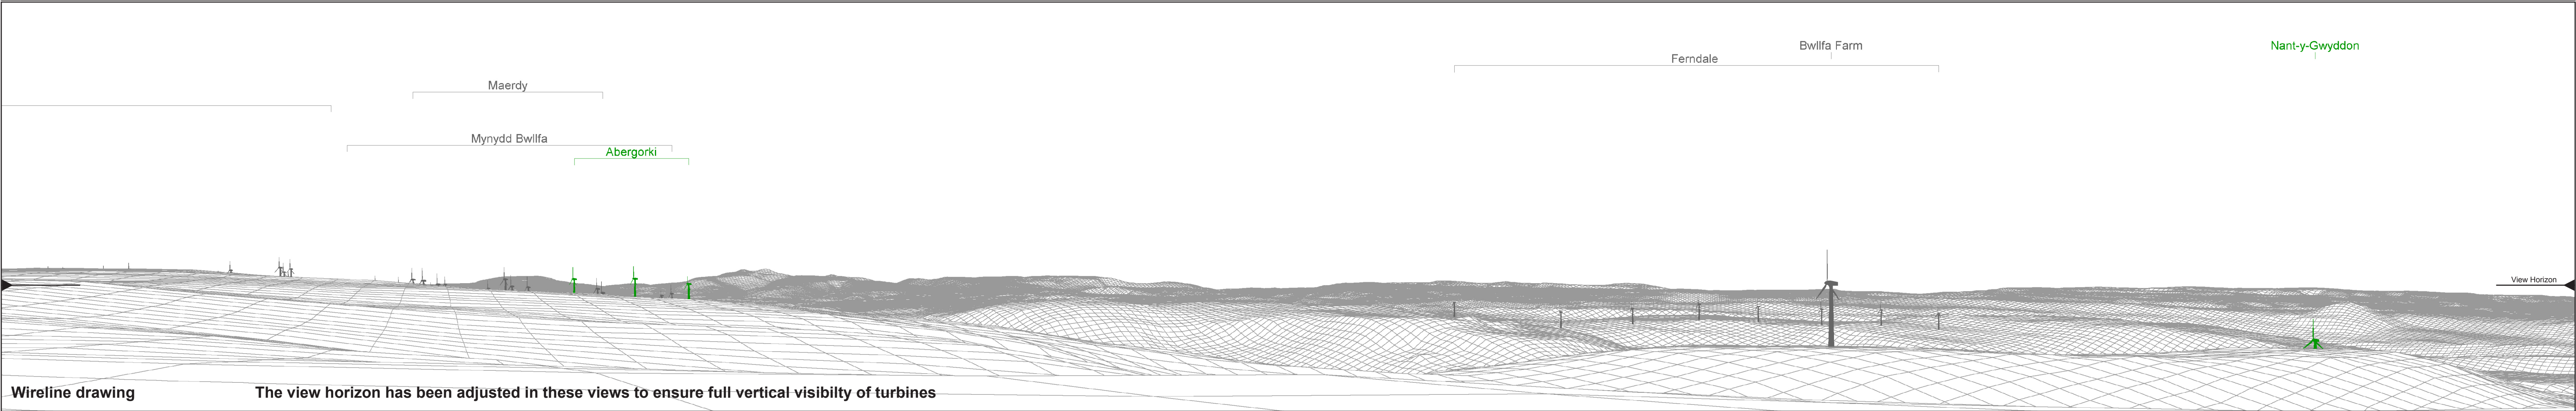 Bwllfa Farm
Nant-y-Gwyddon
Ferndale
Maerdy
Mynydd Bwllfa
Abergorki
View Horizon
Wireline drawing
The view horizon has been adjusted in these views to ensure full vertical visibilty of turbines